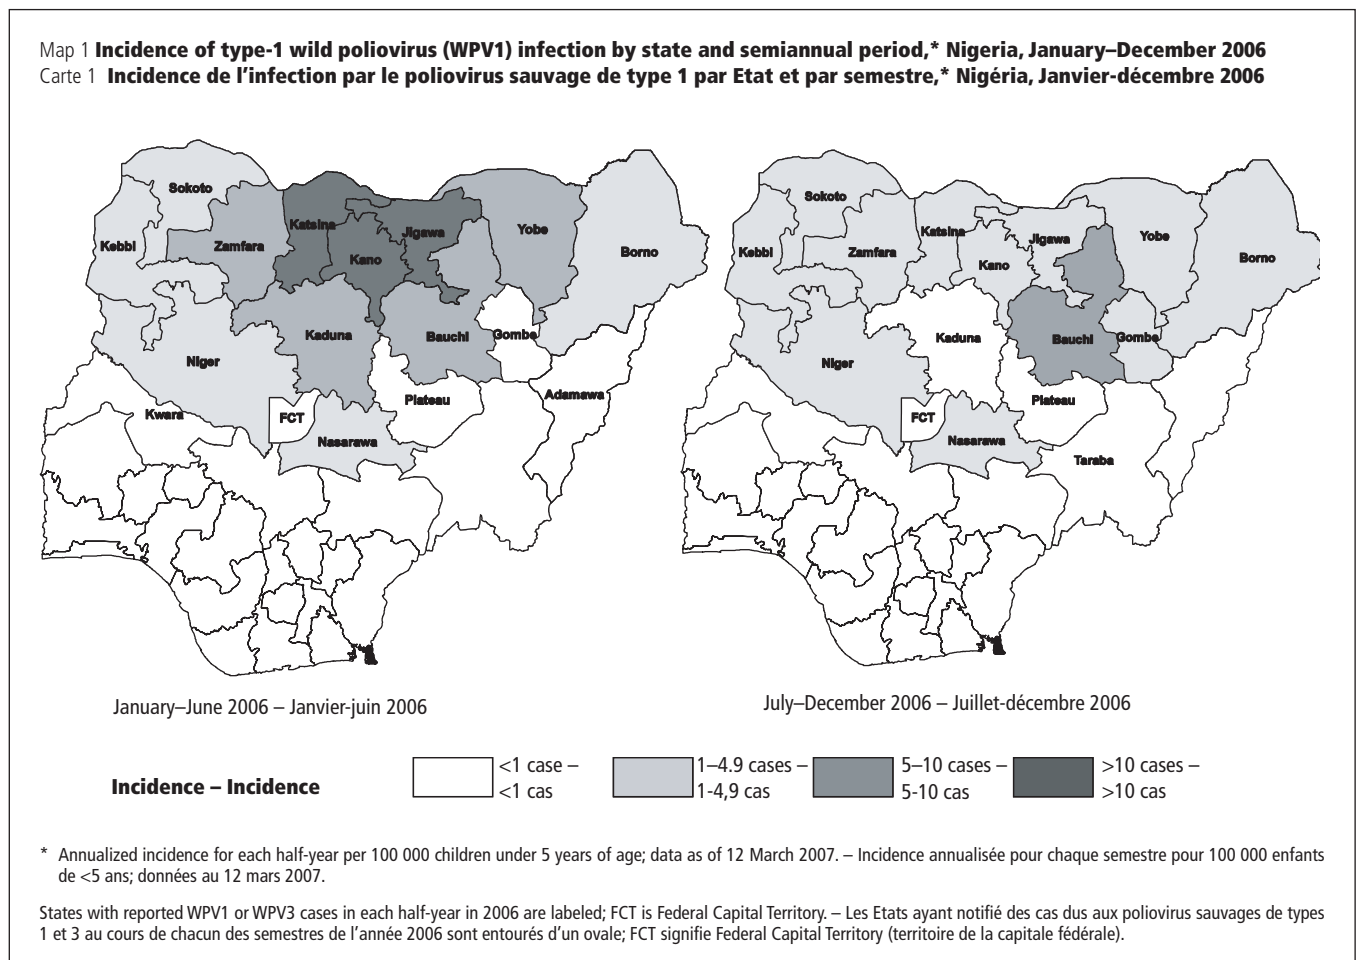 Map 1 Incidence of type-1 wild poliovirus (WPV1) infection by state and semiannual period,* Nigeria, January–December 2006
Carte 1 Incidence de l'infection par le poliovirus sauvage de type 1 par Etat et par semestre,* Nigéria, Janvier-décembre 2006
Sokoto
Katsina
Jigawa
Yobe
Kebbi
Zamfara
Kano
Borno
Kaduna
Bauchi
Gombe
Niger
Adamawa
Kwara
FCT
Plateau
Nasarawa
January–June 2006 – Janvier-juin 2006
Sokoto
Katsina
Jigawa
Yobe
Kebbi
Zamfara
Kano
Borno
Kaduna
Bauchi
Gombe
Niger
Plateau
FCT
Nasarawa
Taraba
July–December 2006 – Juillet-décembre 2006
Incidence – Incidence
<1 case –
<1 cas
1–4.9 cases –
1-4,9 cas
5–10 cases –
5-10 cas
>10 cases –
>10 cas
* Annualized incidence for each half-year per 100 000 children under 5 years of age; data as of 12 March 2007. – Incidence annualisée pour chaque semestre pour 100 000 enfants
de <5 ans; données au 12 mars 2007.
States with reported WPV1 or WPV3 cases in each half-year in 2006 are labeled; FCT is Federal Capital Territory. – Les Etats ayant notifié des cas dus aux poliovirus sauvages de types
1 et 3 au cours de chacun des semestres de l'année 2006 sont entourés d'un ovale; FCT signifie Federal Capital Territory (territoire de la capitale fédérale).